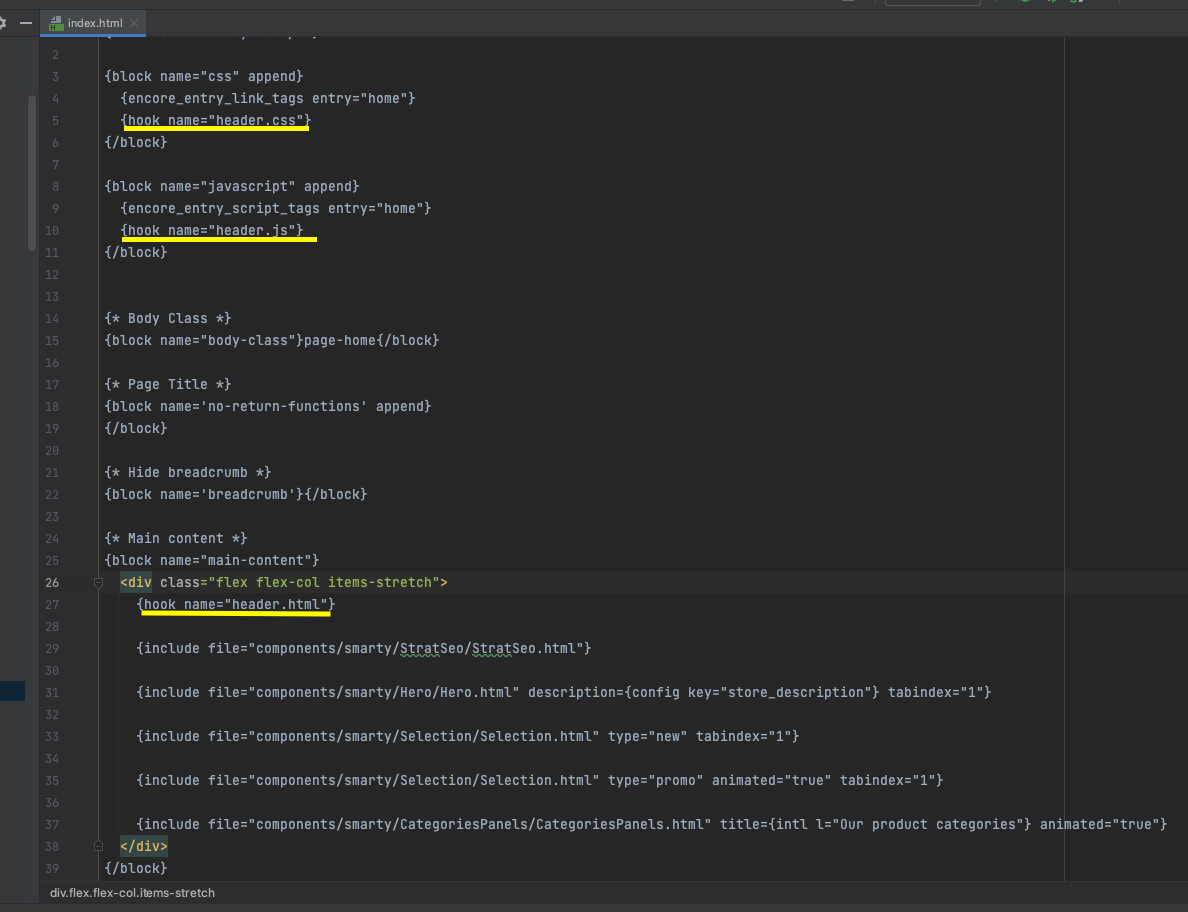 index.html
2
3 {block name="css" append}
4 {encore_entry_link_tags entry="home"}
5 {hook name="header.css"}
6 {/block}
7
8 {block name="javascript" append}
9 {encore_entry_script_tags entry="home"}
10 {hook name="header.js"}
11 {/block}
12
13
14 {* Body Class *}
15 {block name="body-class"}page-home{/block}
16
17 {* Page Title *}
18 {block name='no-return-functions' append}
19 {/block}
20
21 {* Hide breadcrumb *}
22 {block name='breadcrumb'}{/block}
23
24 {* Main content *}
25 {block name="main-content"}
26 <div class="flex flex-col items-stretch">
27 {hook name="header.html"}
28
29 {include file="components/smarty/StratSeo/StratSeo.html"}
30
31 {include file="components/smarty/Hero/Hero.html" description={config key="store_description"} tabindex="1"}
32
33 {include file="components/smarty/Selection/Selection.html" type="new" tabindex="1"}
34
35 {include file="components/smarty/Selection/Selection.html" type="promo" animated="true" tabindex="1"}
36
37 {include file="components/smarty/CategoriesPanels/CategoriesPanels.html" title={intl l="Our product categories"} animated="true"}
38 </div>
39 {/block}
div.flex.flex-col.items-stretch